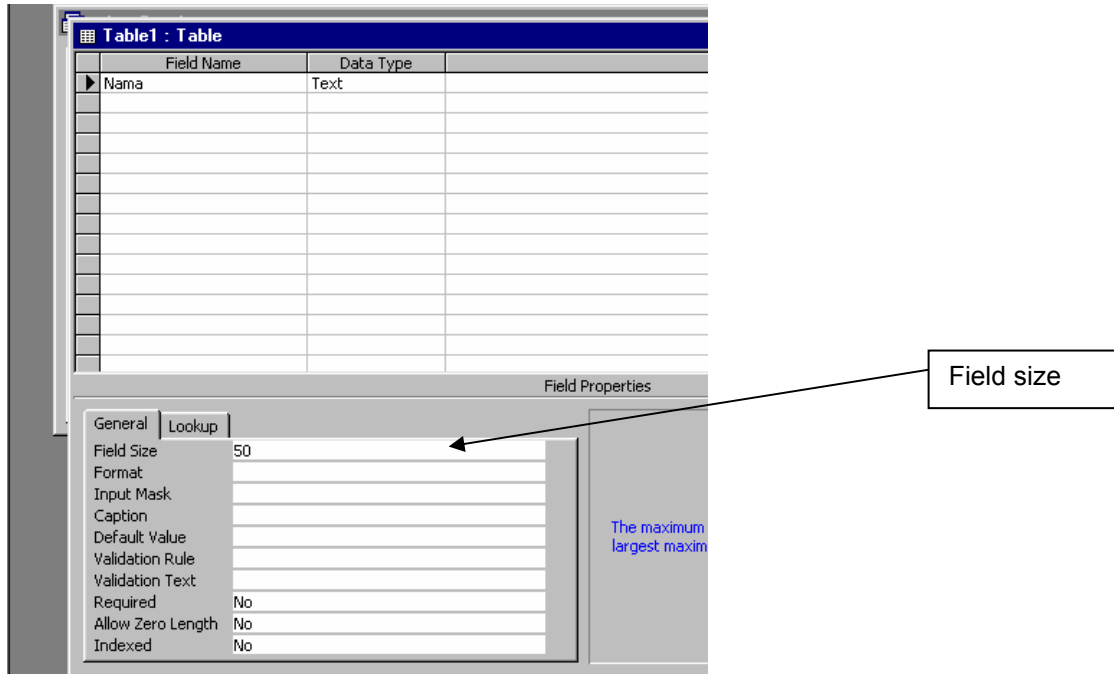 Table1 : Table
Field Name Data Type
Nama Text
Field Properties
Field size
General Lookup
Field Size 50
Format
Input Mask
Caption
Default Value
Validation Rule
Validation Text
Required No
Allow Zero Length No
Indexed No
The maximum
largest maxim